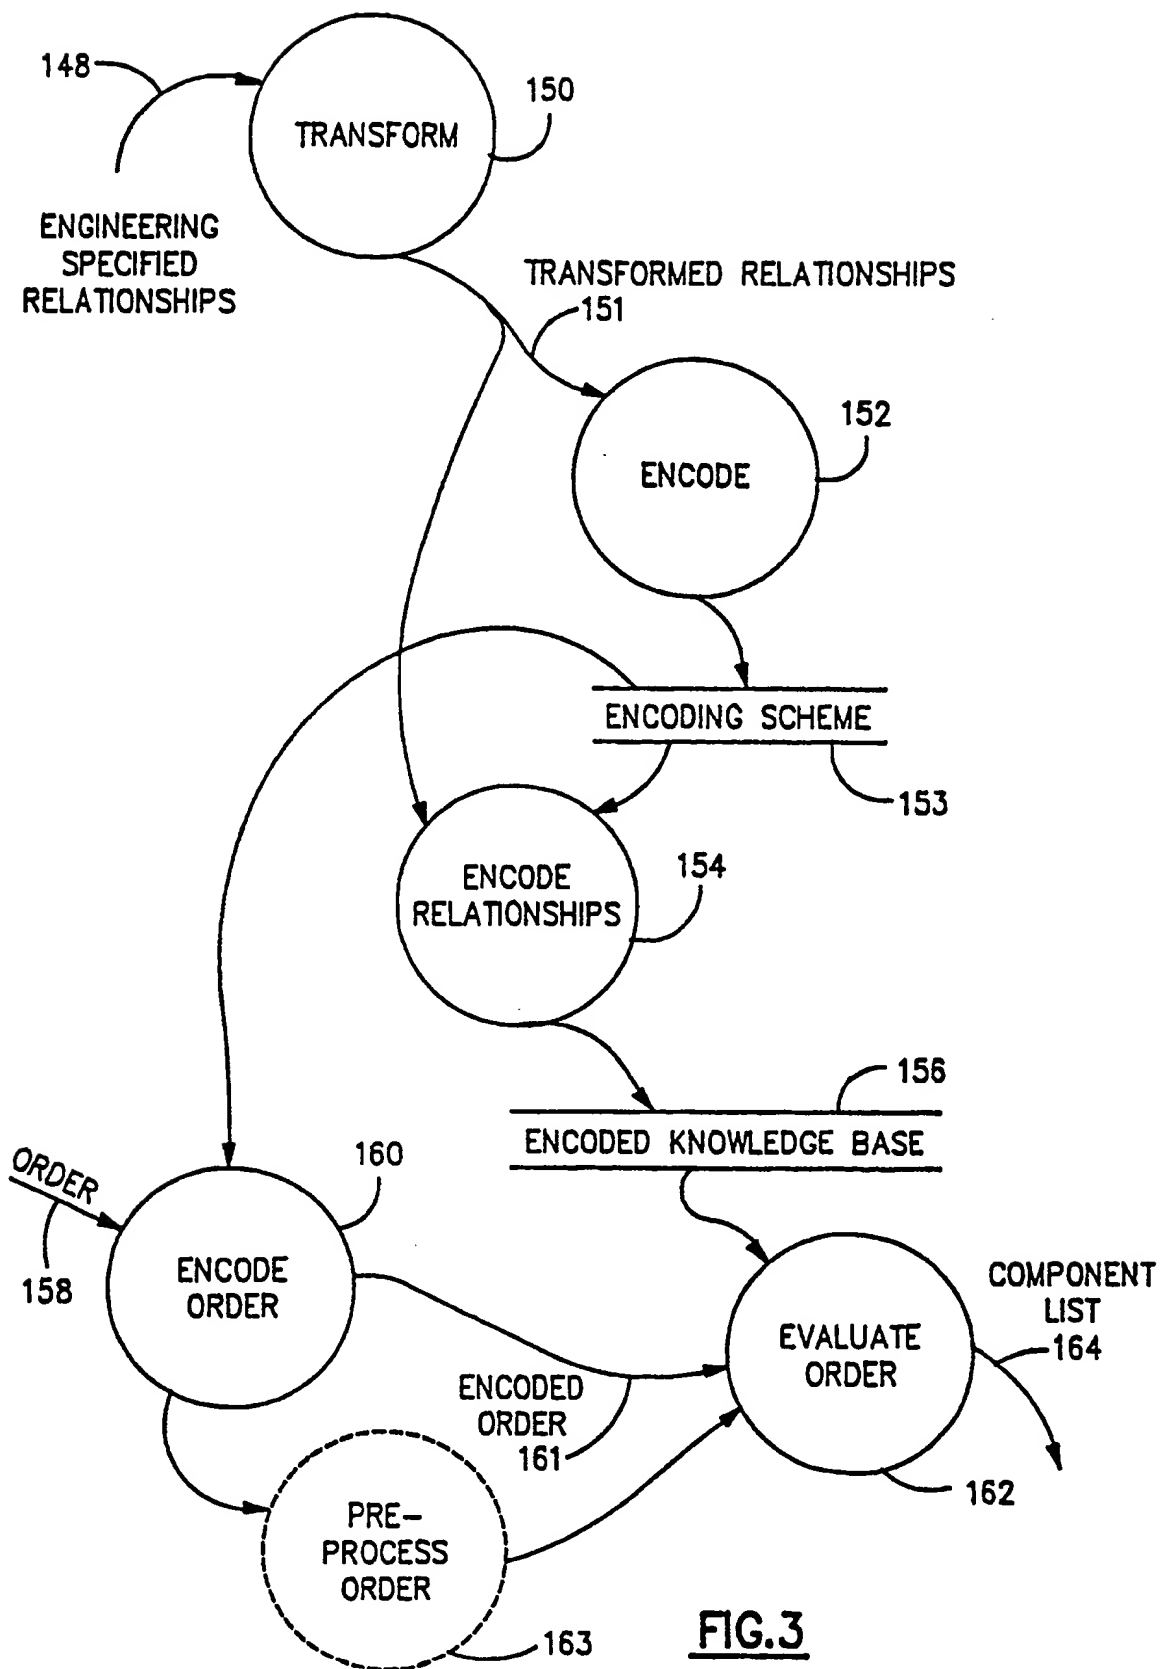 148
150
TRANSFORM
ENGINEERING
SPECIFIED
RELATIONSHIPS
TRANSFORMED RELATIONSHIPS
151
152
ENCODE
ENCODING SCHEME
153
154
ENCODE
RELATIONSHIPS
156
ENCODED KNOWLEDGE BASE
ORDER
158
160
ENCODE
ORDER
COMPONENT
LIST
164
EVALUATE
ORDER
ENCODED
ORDER
161
162
PRE-
PROCESS
ORDER
163
FIG.3